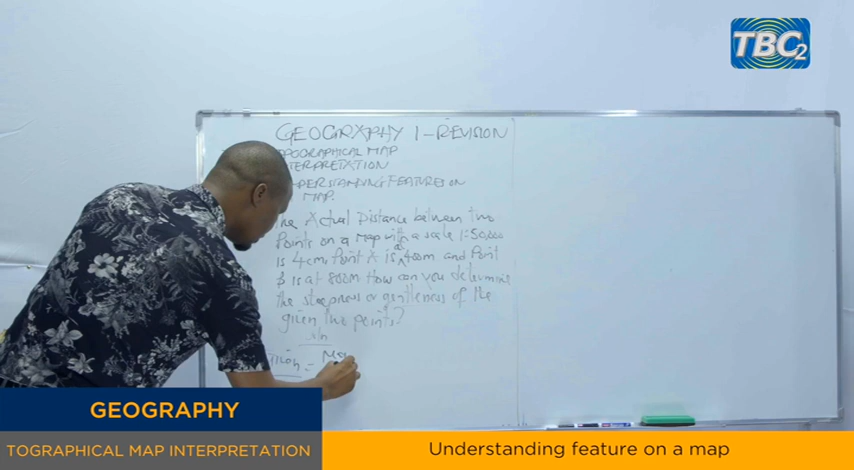 TBC2
GEOGRXPHY 1 - REVISION
TOPOGRAPHICAL MAP
INTERPRETATION
UNDERSTANDING FEATURES ON
MAP.
The Actual Distance between two
Points on a Map with a scale 1:50,000
is 4cm, Point A is at 400m and Point
B is at 800m How can you determine
the steepness or gentleness of the
given two points?
GEOGRAPHY
TOGRAPHICAL MAP INTERPRETATION
Understanding feature on a map